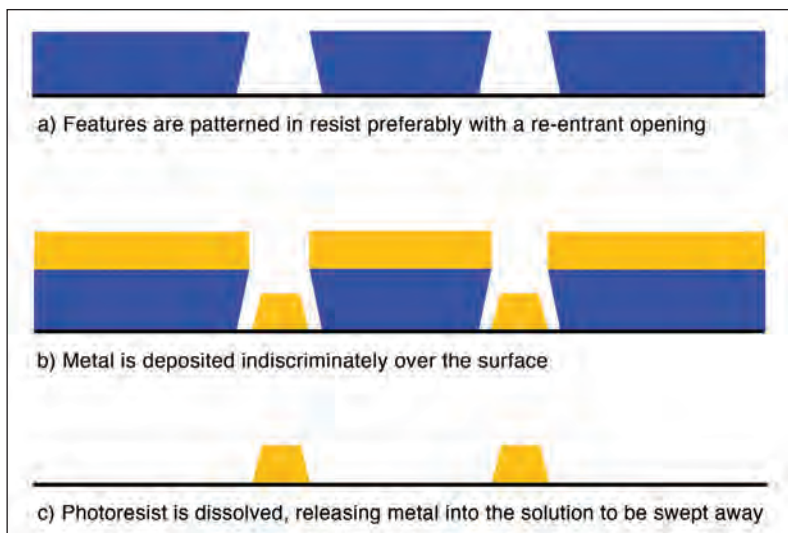 a) Features are patterned in resist preferably with a re-entrant opening
b) Metal is deposited indiscriminately over the surface
c) Photoresist is dissolved, releasing metal into the solution to be swept away